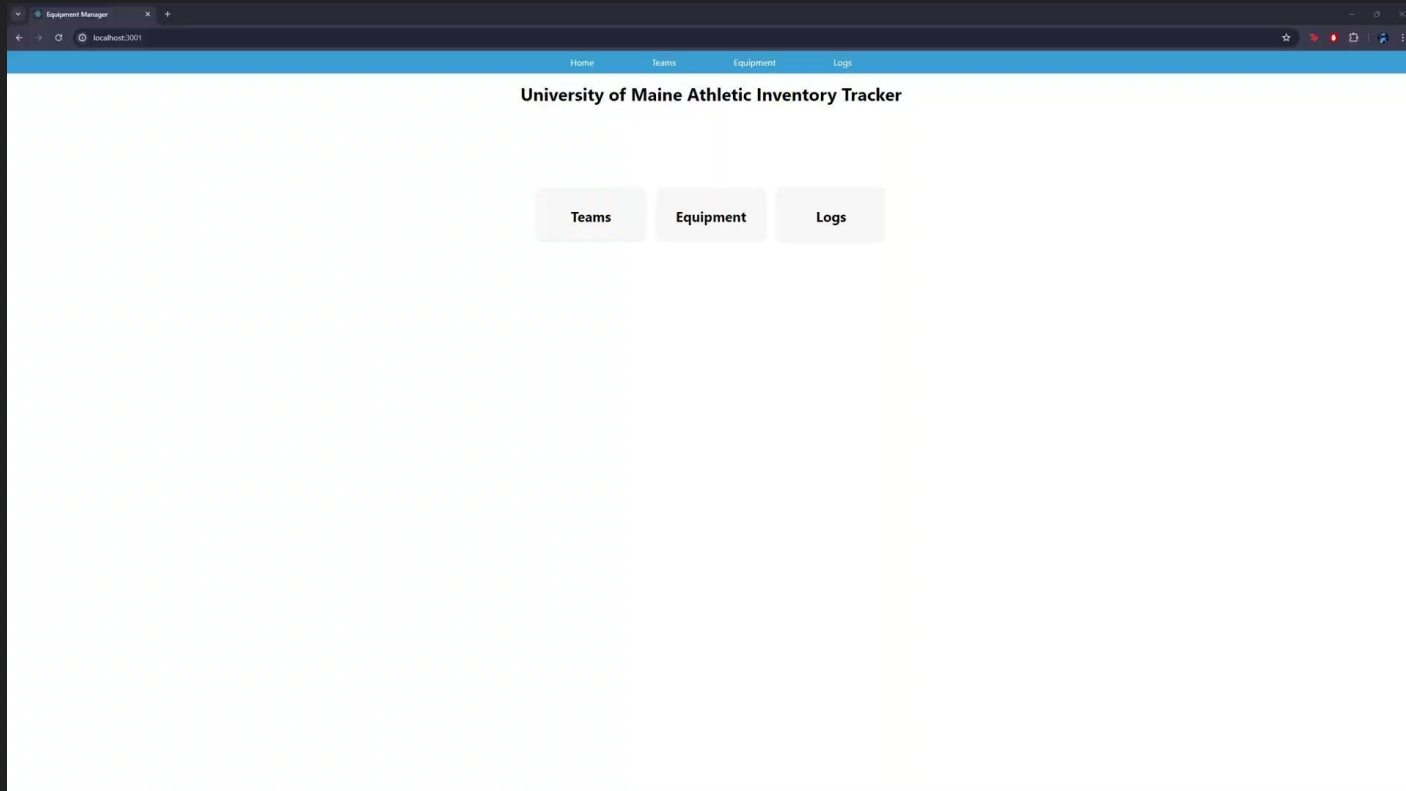 Equipment Manager
localhost:3001
Home Teams Equipment Logs
University of Maine Athletic Inventory Tracker
Teams Equipment Logs